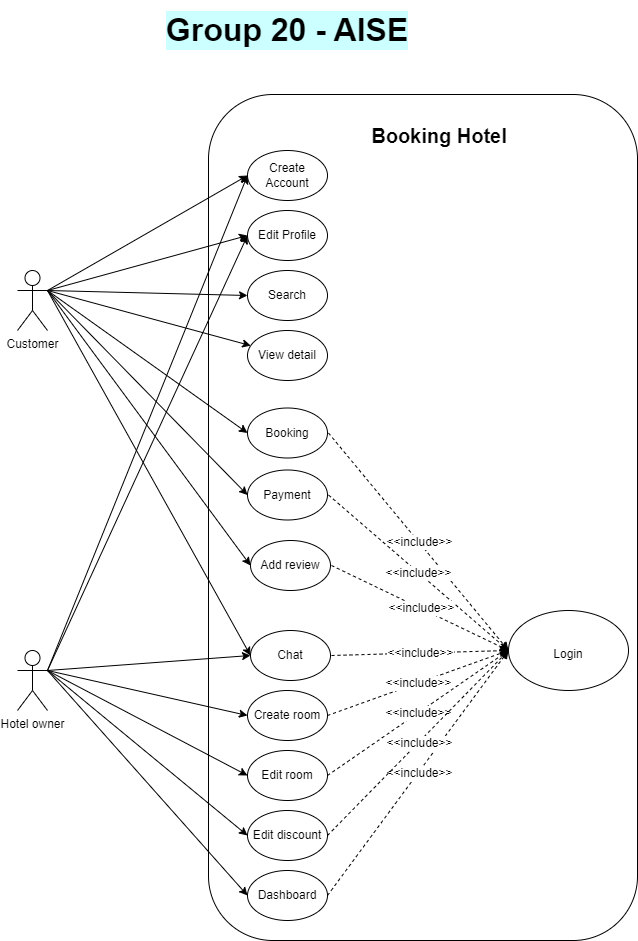 Group 20 - AISE
Booking Hotel
Create
Account
Edit Profile
Search
View detail
Customer
Booking
Payment
<<include>>
<<include>>
Add review
<<include>>
Chat
<<include>>
Login
<<include>>
Create room
<<include>>
Hotel owner
<<include>>
Edit room
<<include>>
Edit discount
Dashboard